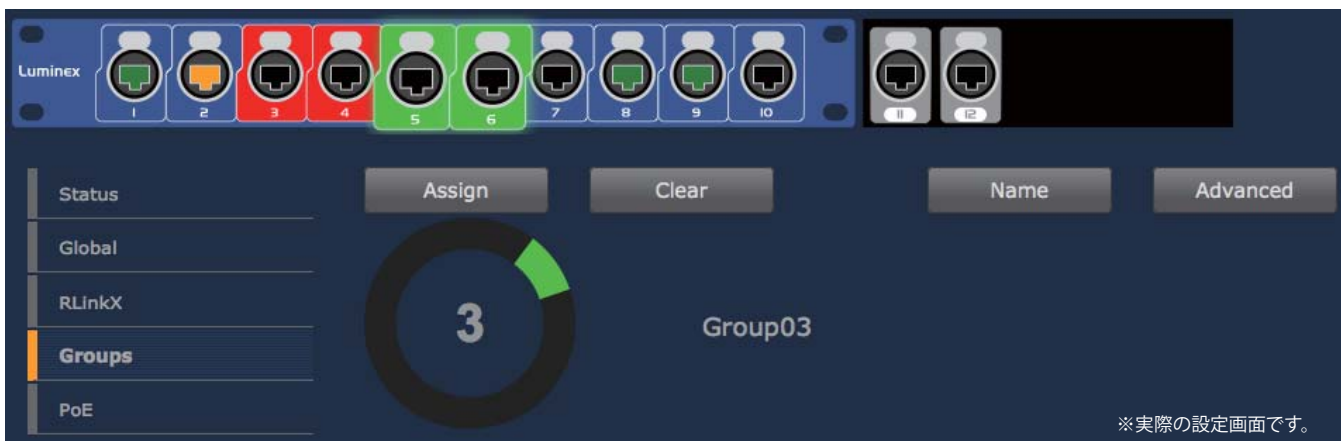 Luminex
1 2 3 4 5 6 7 8 9 10 11 12
Status
Assign
Clear
Name
Advanced
Global
RLinkX
3
Group03
Groups
PoE
※実際の設定画面です。